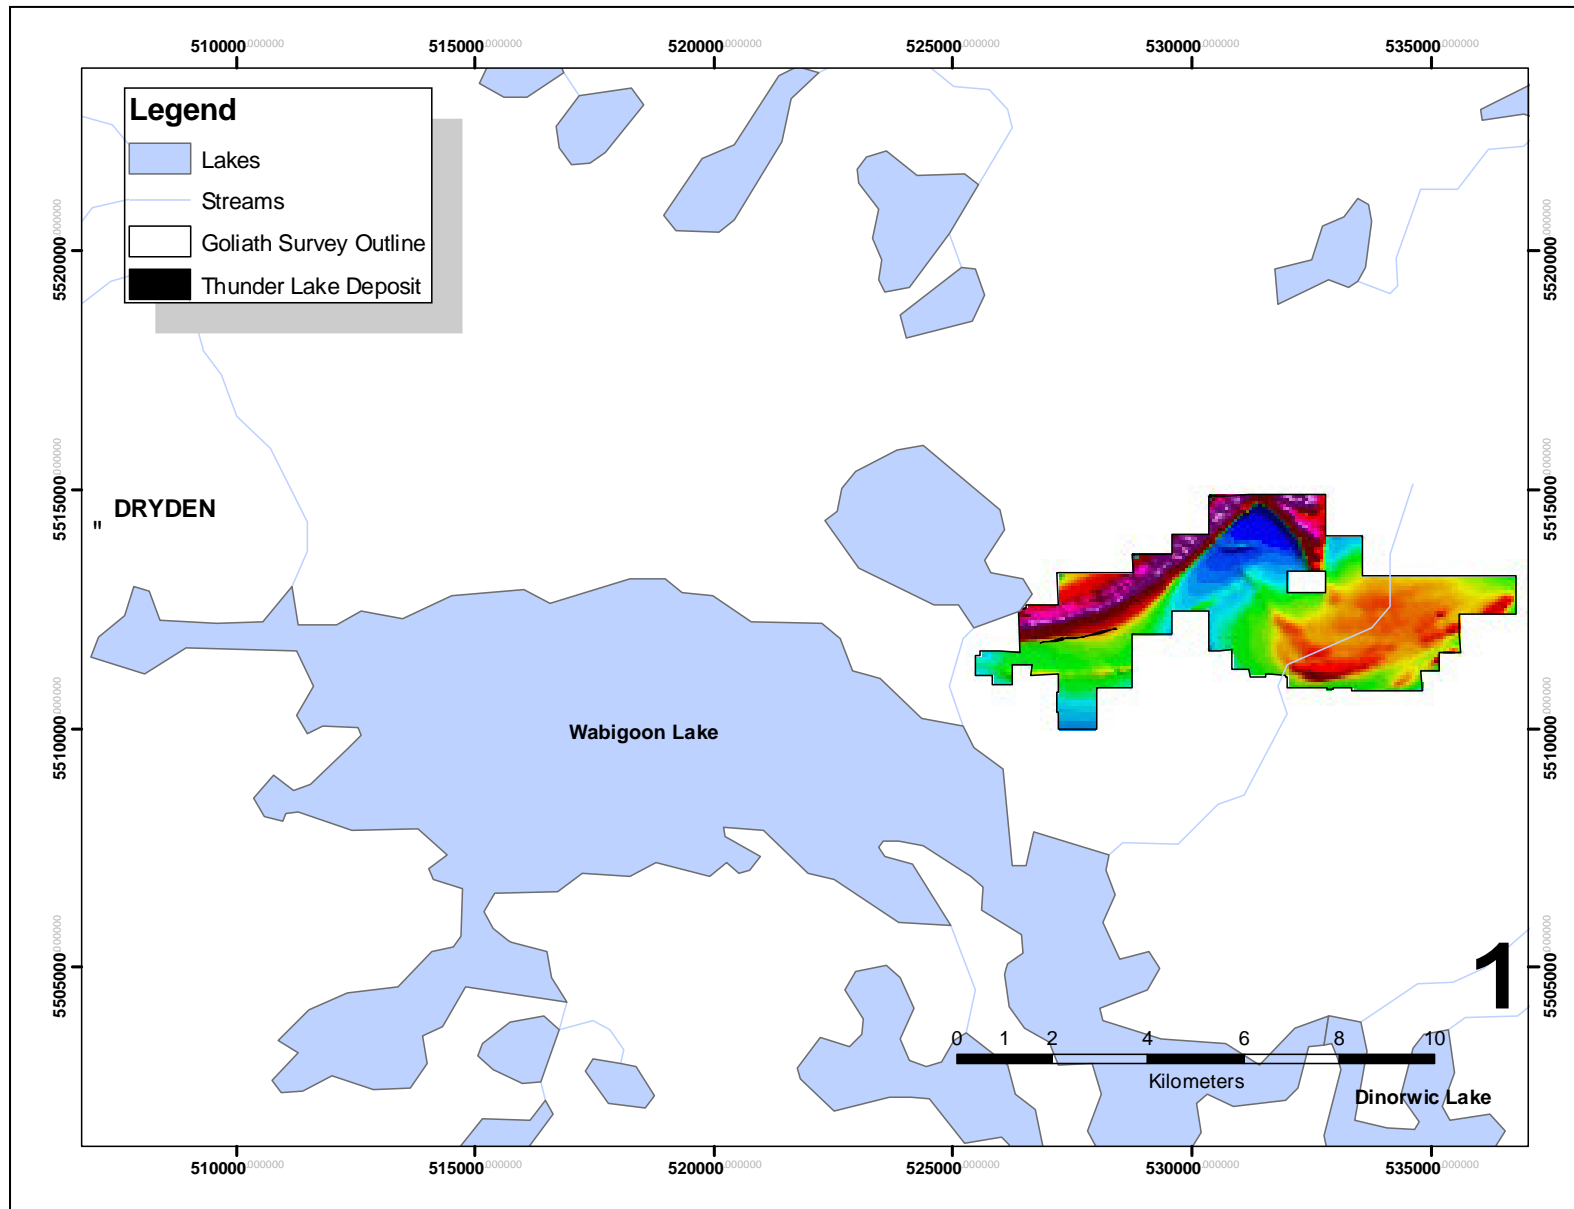 510000.000000 515000.000000 520000.000000 525000.000000 530000.000000 535000.000000
Legend
Lakes
Streams
Goliath Survey Outline
Thunder Lake Deposit
5520000.000000
5520000.000000
5515000.000000
5515000.000000
" DRYDEN
5510000.000000
5510000.000000
Wabigoon Lake
5505000.000000
5505000.000000
1
0 1 2 4 6 8 10
Kilometers
Dinorwic Lake
510000.000000 515000.000000 520000.000000 525000.000000 530000.000000 535000.000000